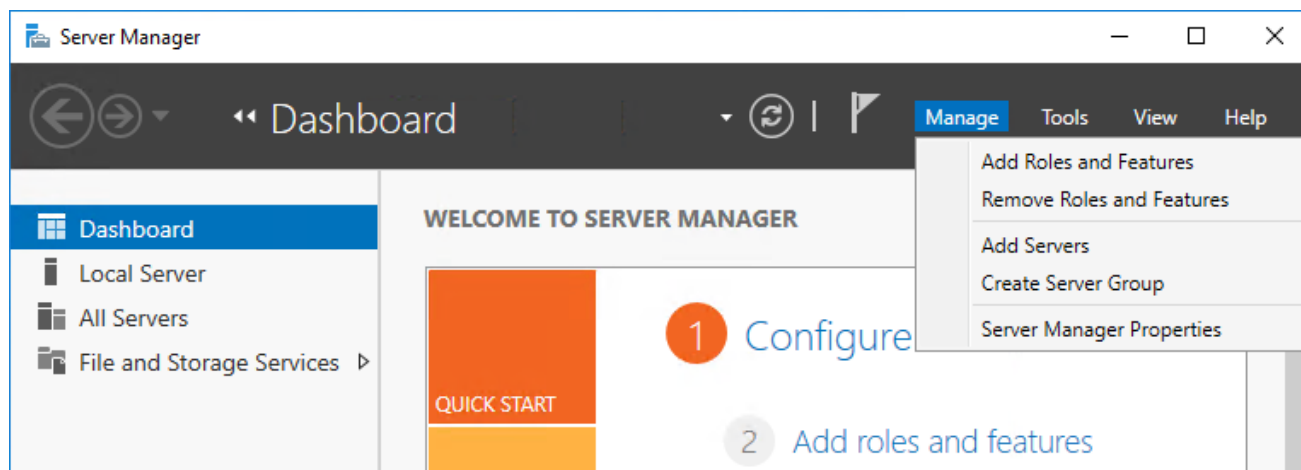 Server Manager
Dashboard
Manage Tools View Help
Add Roles and Features
Remove Roles and Features
Add Servers
Create Server Group
Server Manager Properties
Dashboard
Local Server
All Servers
File and Storage Services
WELCOME TO SERVER MANAGER
QUICK START
1 Configure
2 Add roles and features